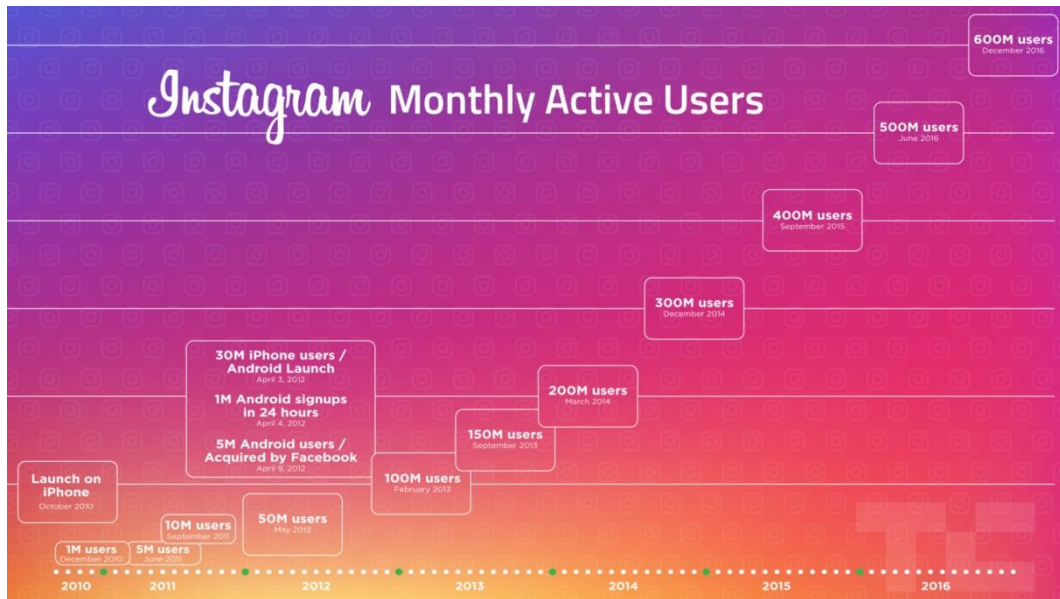 Instagram Monthly Active Users
600M users
December 2016
500M users
June 2016
400M users
September 2015
300M users
December 2014
30M iPhone users /
Android Launch
April 3, 2012
1M Android signups
in 24 hours
April 4, 2012
5M Android users /
Acquired by Facebook
April 9, 2012
200M users
March 2014
150M users
September 2013
100M users
February 2013
Launch on
iPhone
October 2010
50M users
May 2012
10M users
September 2011
1M users
December 2010
5M users
June 2011
2010 2011 2012 2013 2014 2015 2016